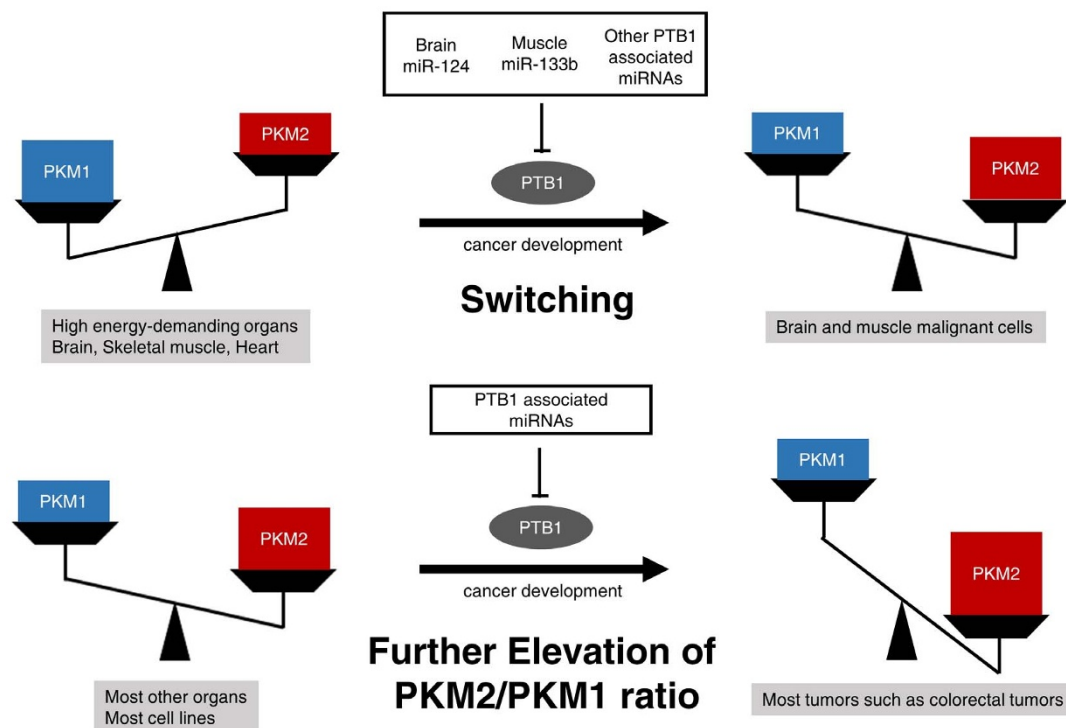 Brain
miR-124
Muscle
miR-133b
Other PTB1
associated
miRNAs
PKM1
PKM2
PTB1
cancer development
Switching
PKM1
PKM2
High energy-demanding organs
Brain, Skeletal muscle, Heart
Brain and muscle malignant cells
PTB1 associated
miRNAs
PKM1
PKM2
PTB1
cancer development
Further Elevation of
PKM2/PKM1 ratio
PKM1
PKM2
Most other organs
Most cell lines
Most tumors such as colorectal tumors